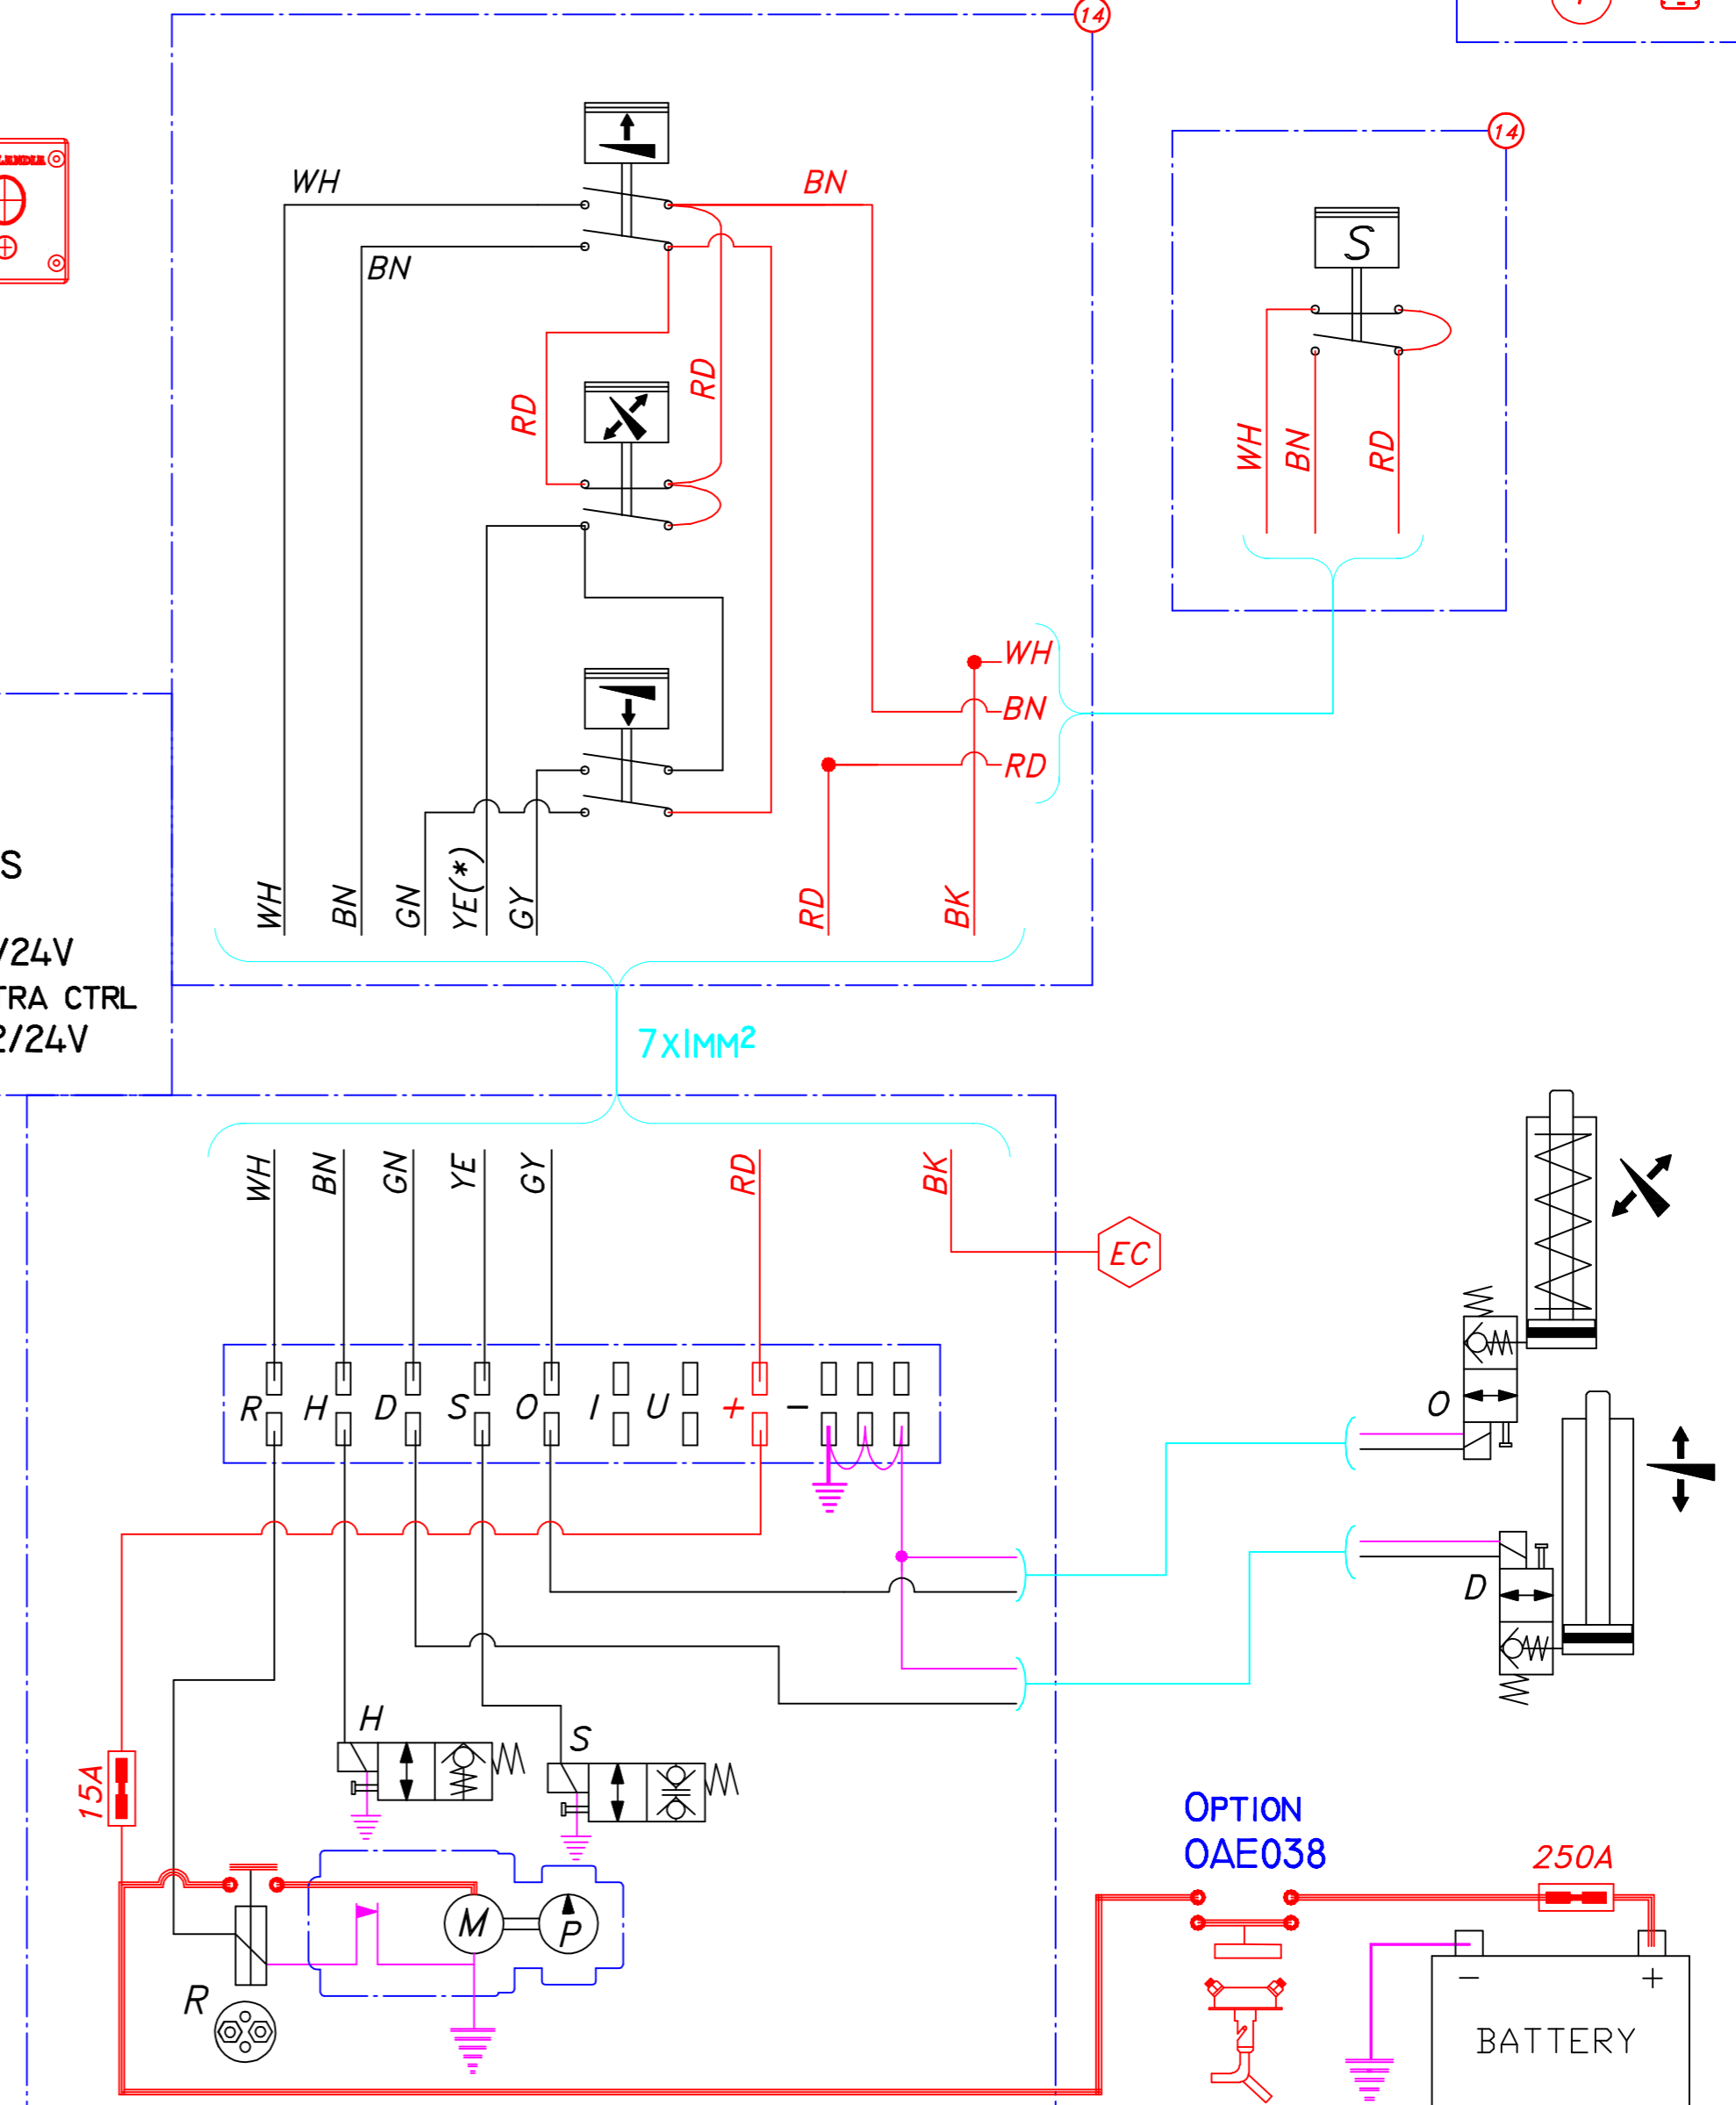 14
14
WH
BN
BN
S
RD
RD
WH
BN
RD
WH
BN
RD
S
/24V
TRA CTRL
2/24V
WH
BN
GN
YE(*)
GY
RD
BK
7X1MM²
WH
BN
GN
YE
GY
RD
BK
EC
R
H
D
S
O
I
U
+
-
O
D
H
S
15A
OPTION
OAE038
250A
M
P
R
-
+
BATTERY